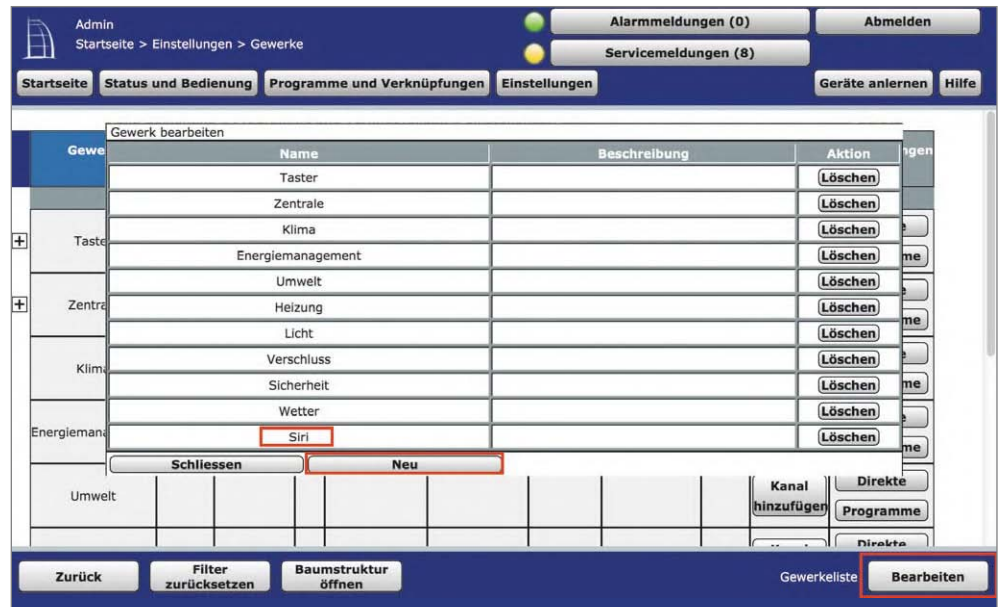 Admin
Startseite > Einstellungen > Gewerke
Alarmmeldungen (0)
Abmelden
Servicemeldungen (8)
Startseite
Status und Bedienung
Programme und Verknüpfungen
Einstellungen
Geräte anlernen
Hilfe
Gewerk bearbeiten
Name
Beschreibung
Aktion
Taster
Löschen
Zentrale
Löschen
Klima
Löschen
Energiemanagement
Löschen
Umwelt
Löschen
Heizung
Löschen
Licht
Löschen
Verschluss
Löschen
Sicherheit
Löschen
Wetter
Löschen
Siri
Löschen
Schliessen
Neu
Umwelt
Kanal
hinzufügen
Direkte
Programme
Direkte
Zurück
Filter
zurücksetzen
Baumstruktur
öffnen
Gewerkeliste
Bearbeiten